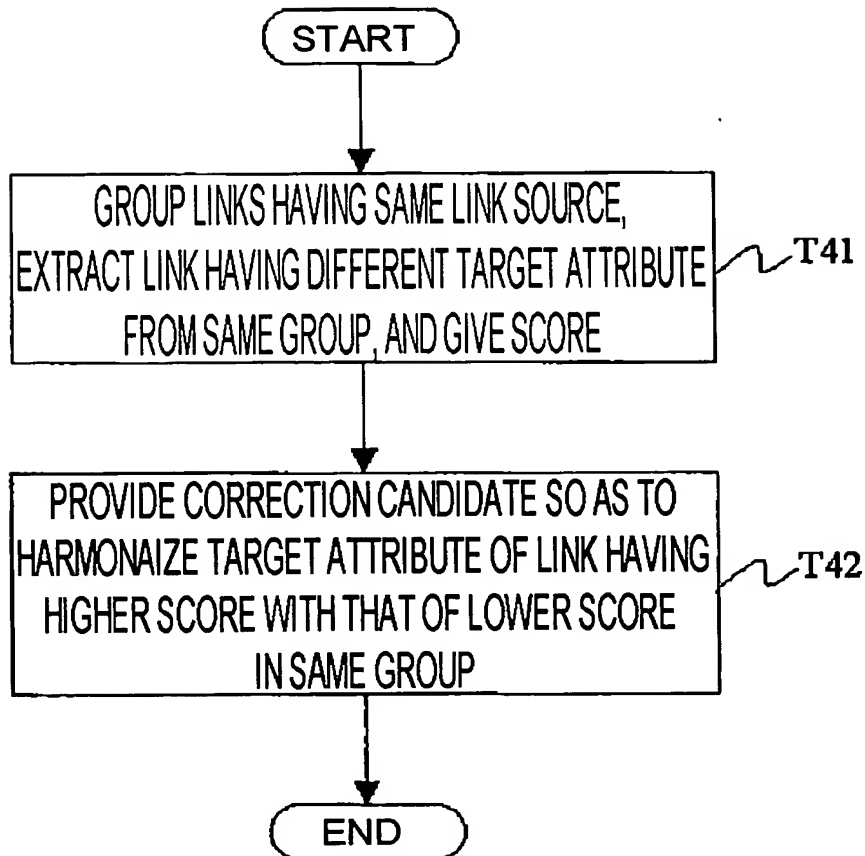 START
GROUP LINKS HAVING SAME LINK SOURCE,
EXTRACT LINK HAVING DIFFERENT TARGET ATTRIBUTE
FROM SAME GROUP, AND GIVE SCORE
T41
PROVIDE CORRECTION CANDIDATE SO AS TO
HARMONAIZE TARGET ATTRIBUTE OF LINK HAVING
HIGHER SCORE WITH THAT OF LOWER SCORE
IN SAME GROUP
T42
END